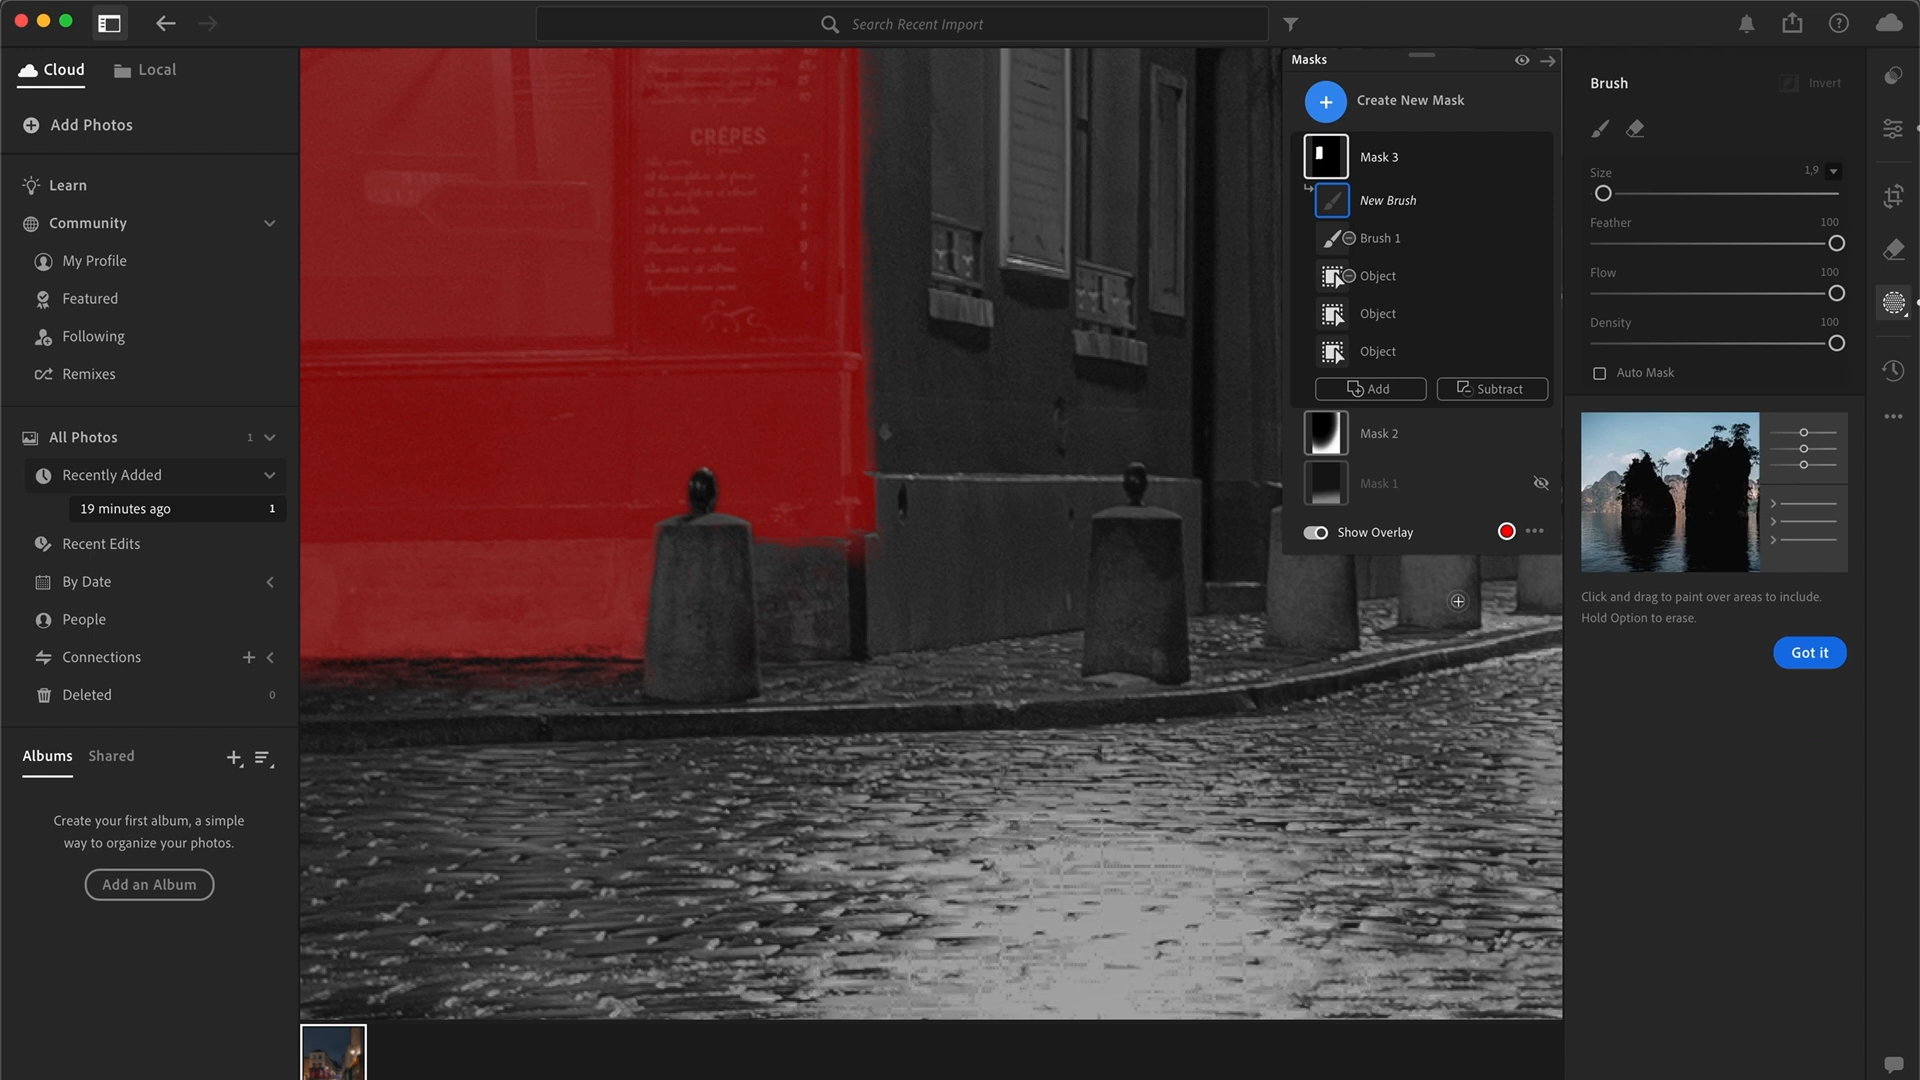 Search Recent Import
Cloud
Local
Add Photos
Learn
Community
My Profile
Featured
Following
Remixes
All Photos 1
Recently Added
19 minutes ago 1
Recent Edits
By Date
People
Connections
Deleted 0
Albums
Shared
Create your first album, a simple
way to organize your photos.
Add an Album
CRÊPES
Masks
Create New Mask
Mask 3
New Brush
Brush 1
Object
Object
Object
Add
Subtract
Mask 2
Mask 1
Show Overlay
Brush
Invert
Size 1,9
Feather 100
Flow 100
Density 100
Auto Mask
Click and drag to paint over areas to include.
Hold Option to erase.
Got it